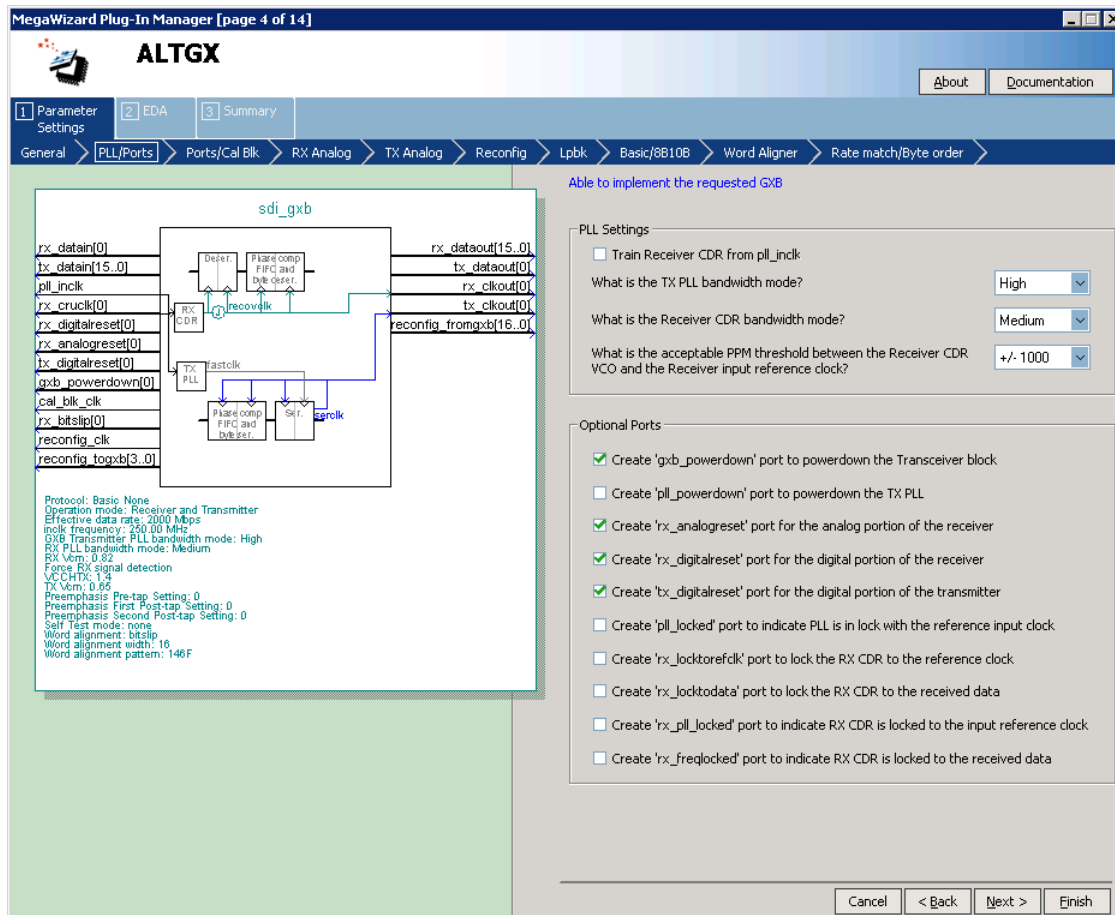 MegaWizard Plug-In Manager [page 4 of 14]
ALTGX
About
Documentation
1 Parameter Settings
2 EDA
3 Summary
General
PLL/Ports
Ports/Cal Blk
RX Analog
TX Analog
Reconfig
Lpbk
Basic/8B10B
Word Aligner
Rate match/Byte order
sdi_gxb
rx_datain[0]
tx_datain[15..0]
pll_inclk
rx_cruclk[0]
rx_digitalreset[0]
rx_analogreset[0]
tx_digitalreset[0]
gxb_powerdown[0]
cal_blk_clk
rx_bitslip[0]
reconfig_clk
reconfig_togxb[3..0]
Deser.
Phase comp
FIFO and
byte deser.
RX
CDR
recovclk
TX
PLL
fastclk
Phase comp
FIFO and
byte ser.
Ser.
serclk
rx_dataout[15..0]
tx_dataout[0]
rx_clkout[0]
tx_clkout[0]
reconfig_fromgxb[16..0]
Protocol: Basic None
Operation mode: Receiver and Transmitter
Effective data rate: 2000 Mbps
inclk frequency: 250.00 MHz
GXB Transmitter PLL bandwidth mode: High
RX PLL bandwidth mode: Medium
RX Vcm: 0.82
Force RX signal detection
VCCHTX: 1.4
TX Vcm: 0.65
Preemphasis Pre-tap Setting: 0
Preemphasis First Post-tap Setting: 0
Preemphasis Second Post-tap Setting: 0
Self Test mode: none
Word alignment: bitslip
Word alignment width: 16
Word alignment pattern: 146F
Able to implement the requested GXB
PLL Settings
Train Receiver CDR from pll_inclk
What is the TX PLL bandwidth mode?
High
What is the Receiver CDR bandwidth mode?
Medium
What is the acceptable PPM threshold between the Receiver CDR
VCO and the Receiver input reference clock?
+/- 1000
Optional Ports
Create 'gxb_powerdown' port to powerdown the Transceiver block
Create 'pll_powerdown' port to powerdown the TX PLL
Create 'rx_analogreset' port for the analog portion of the receiver
Create 'rx_digitalreset' port for the digital portion of the receiver
Create 'tx_digitalreset' port for the digital portion of the transmitter
Create 'pll_locked' port to indicate PLL is in lock with the reference input clock
Create 'rx_locktorefclk' port to lock the RX CDR to the reference clock
Create 'rx_locktodata' port to lock the RX CDR to the received data
Create 'rx_pll_locked' port to indicate RX CDR is locked to the input reference clock
Create 'rx_freqlocked' port to indicate RX CDR is locked to the received data
Cancel
< Back
Next >
Finish